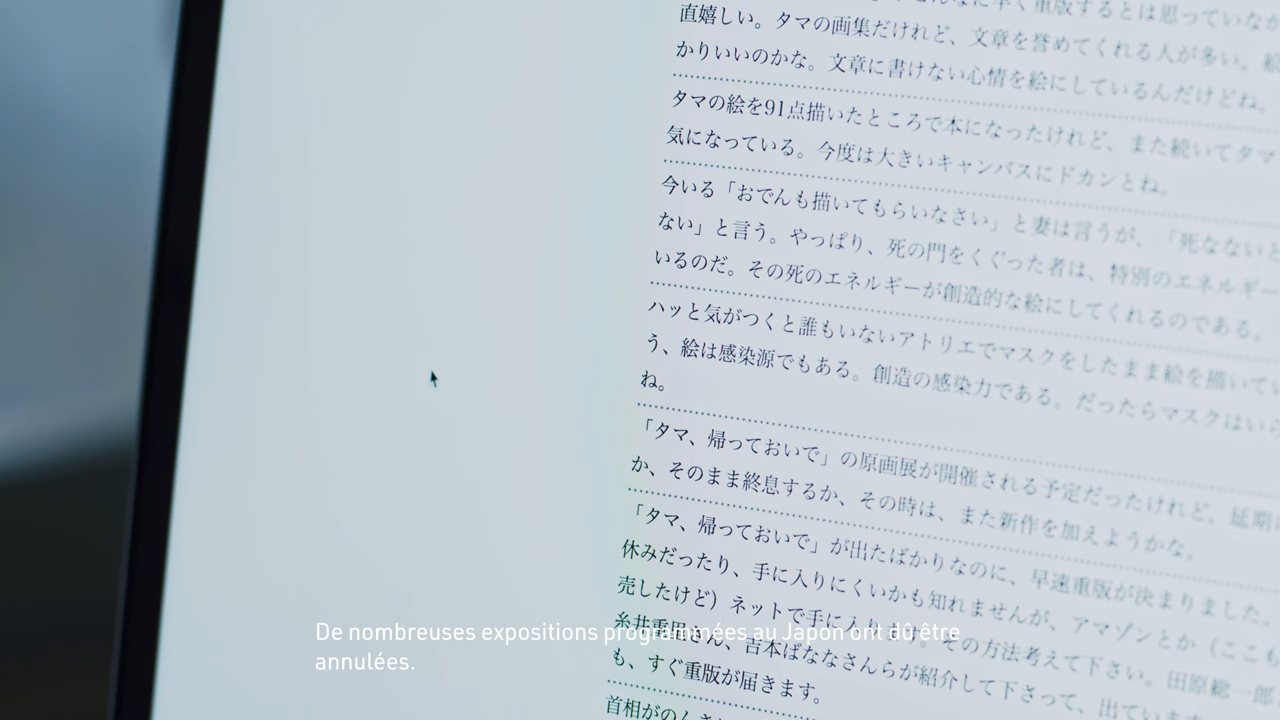 く重版するとは思っていなか
直嬉しい。タマの画集だけれど、文章を誉めてくれる人が多い。絵
かりいいのかな。文章に書けない心情を絵にしているんだけどね。
タマの絵を91点描いたところで本になったけれど、また続いてタマ
気になっている。今度は大きいキャンバスにドカンとね。
今いる「おでんも描いてもらいなさい」と妻は言うが、「死なないと
ない」と言う。やっぱり、死の門をくぐった者は、特別のエネルギー
いるのだ。その死のエネルギーが創造的な絵にしてくれるのである。
ハッと気がつくと誰もいないアトリエでマスクをしたまま絵を描いてい
う、絵は感染源でもある。創造の感染力である。だったらマスクはいら
ね。
「タマ、帰っておいで」の原画展が開催される予定だったけれど、延期
か、そのまま終息するか、その時は、また新作を加えようかな。
「タマ、帰っておいで」が出たばかりなのに、早速重版が決まりました。
休みだったり、手に入りにくいかも知れませんが、アマゾンとか（ここも
売したけど）ネットで手に入ります。その方法考えて下さい。田原総一郎
糸井重里さん、吉本ばななさんらが紹介して下さって、出ていま
も、すぐ重版が届きます。
首相がの
De nombreuses expositions programmées au Japon ont dû être
annulées.